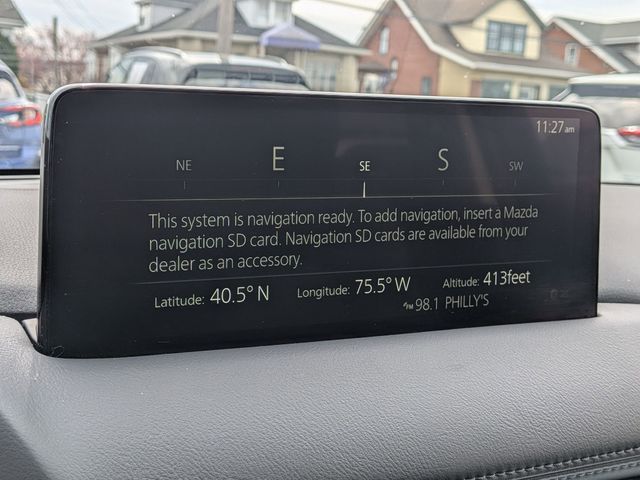 11:27am
NE E SE S SW
This system is navigation ready. To add navigation, insert a Mazda
navigation SD card. Navigation SD cards are available from your
dealer as an accessory.
Latitude: 40.5° N Longitude: 75.5° W Altitude: 413feet
FM 98.1 PHILLY'S